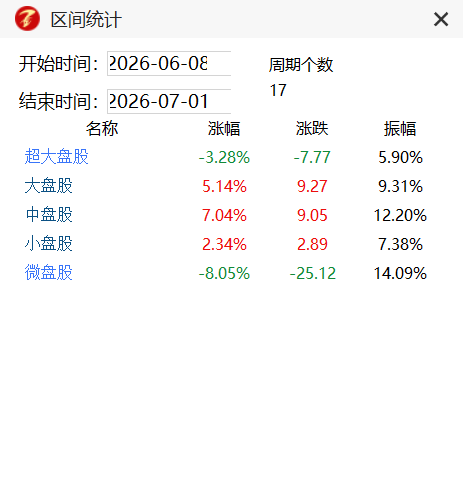 区间统计
开始时间: 2026-06-08 周期个数
结束时间: 2026-07-01 17
名称 涨幅 涨跌 振幅
超大盘股 -3.28% -7.77 5.90%
大盘股 5.14% 9.27 9.31%
中盘股 7.04% 9.05 12.20%
小盘股 2.34% 2.89 7.38%
微盘股 -8.05% -25.12 14.09%